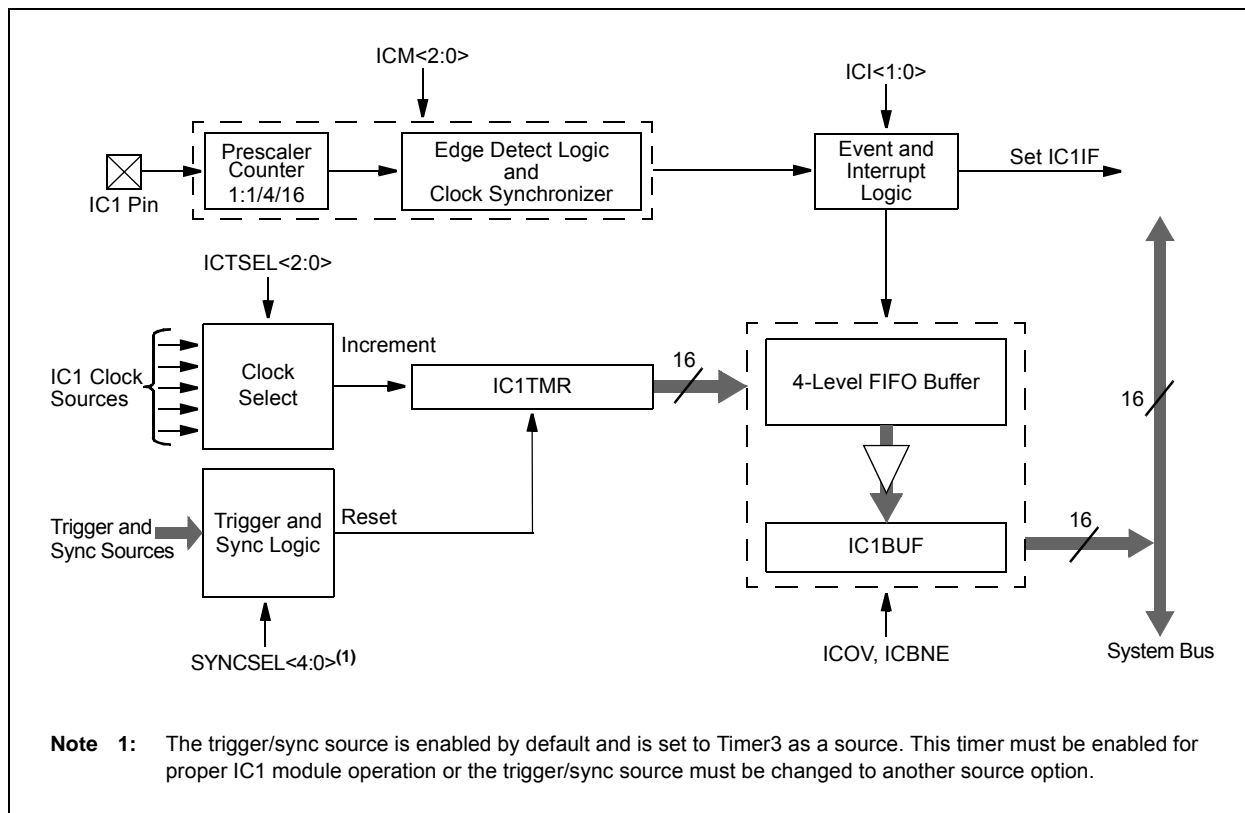 ICM<2:0>
ICI<1:0>
Prescaler
Counter
1:1/4/16
Edge Detect Logic
and
Clock Synchronizer
Event and
Interrupt
Logic
Set IC1IF
IC1 Pin
ICTSEL<2:0>
IC1 Clock
Sources
Clock
Select
Increment
IC1TMR
16
4-Level FIFO Buffer
16
Trigger and
Sync Sources
Trigger and
Sync Logic
Reset
IC1BUF
16
SYNCSEL<4:0>(1)
ICOV, ICBNE
System Bus
Note 1: The trigger/sync source is enabled by default and is set to Timer3 as a source. This timer must be enabled for
proper IC1 module operation or the trigger/sync source must be changed to another source option.